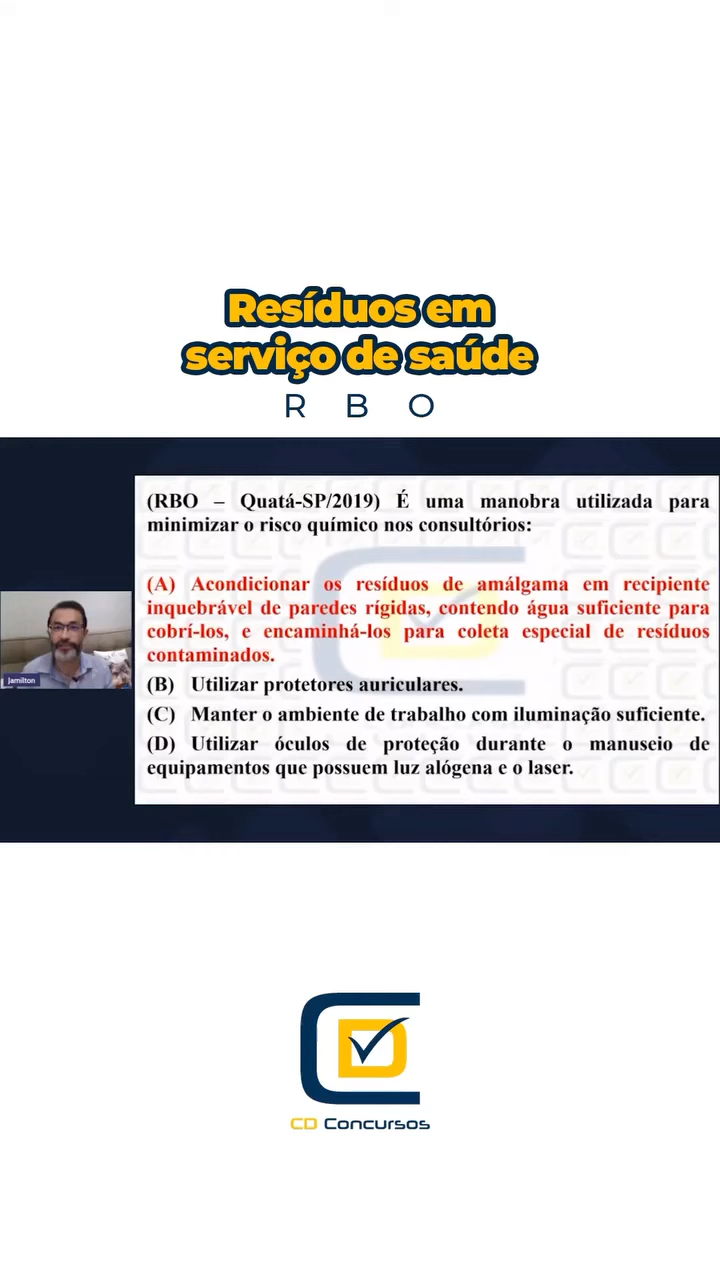 Resíduos em
serviço de saúde
R B O
(RBO – Quatá-SP/2019) É uma manobra utilizada para
minimizar o risco químico nos consultórios:
(A) Acondicionar os resíduos de amálgama em recipiente
inquebrável de paredes rígidas, contendo água suficiente para
cobrí-los, e encaminhá-los para coleta especial de resíduos
contaminados.
(B) Utilizar protetores auriculares.
(C) Manter o ambiente de trabalho com iluminação suficiente.
(D) Utilizar óculos de proteção durante o manuseio de
equipamentos que possuem luz alógena e o laser.
Jamilton
CD Concursos